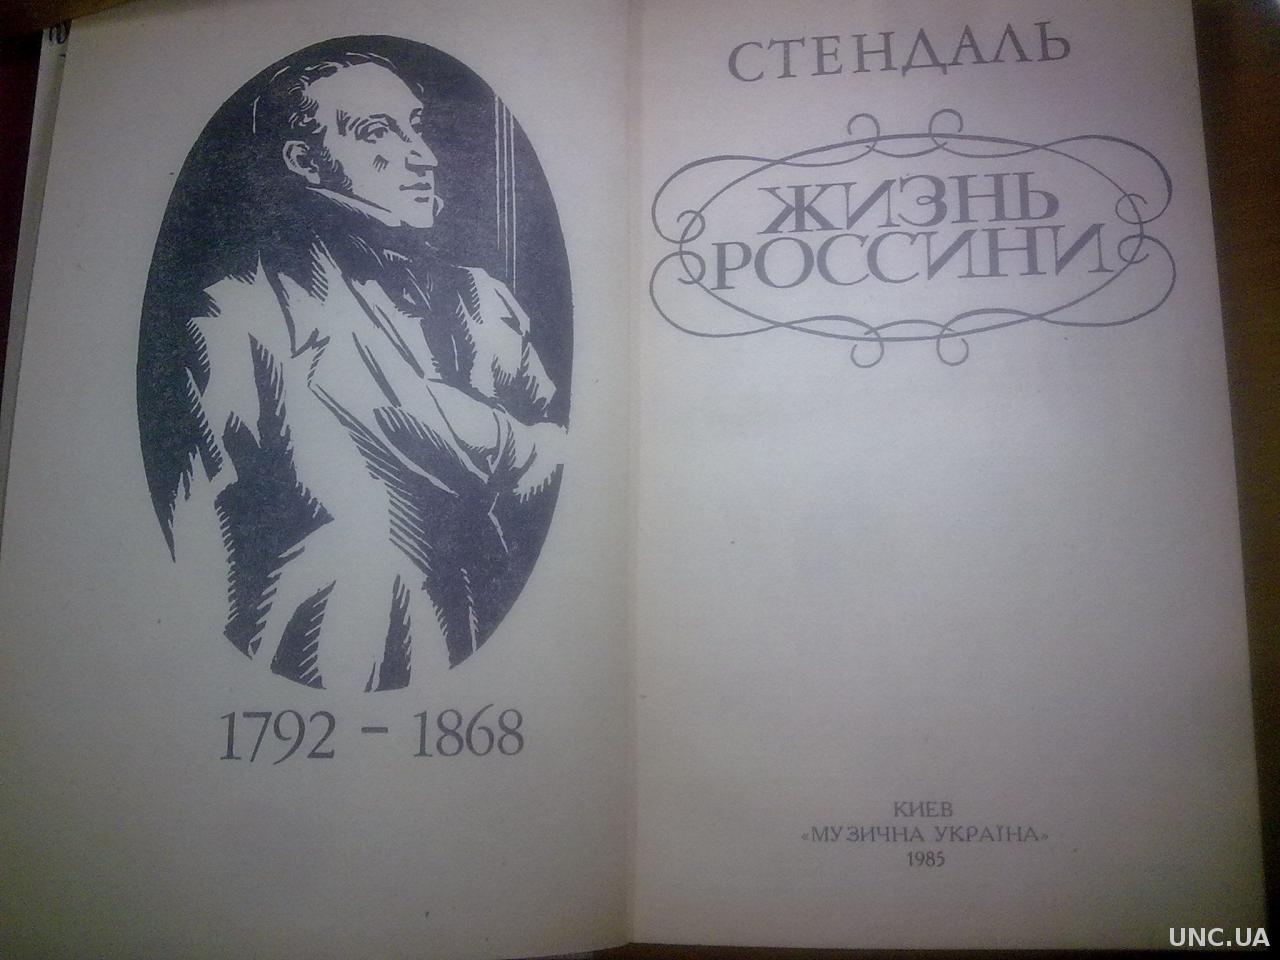 1792 – 1868
СТЕНДАЛЬ
ЖИЗНЬ
РОССИНИ
КИЕВ
«МУЗИЧНА УКРАЇНА»
1985
UNC.UA